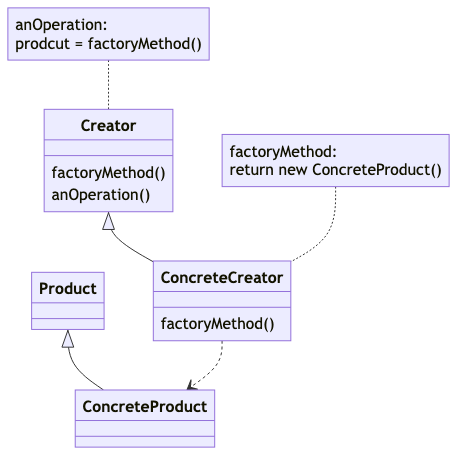 anOperation:
prodcut = factoryMethod()
Creator
factoryMethod()
anOperation()
factoryMethod:
return new ConcreteProduct()
ConcreteCreator
factoryMethod()
Product
ConcreteProduct